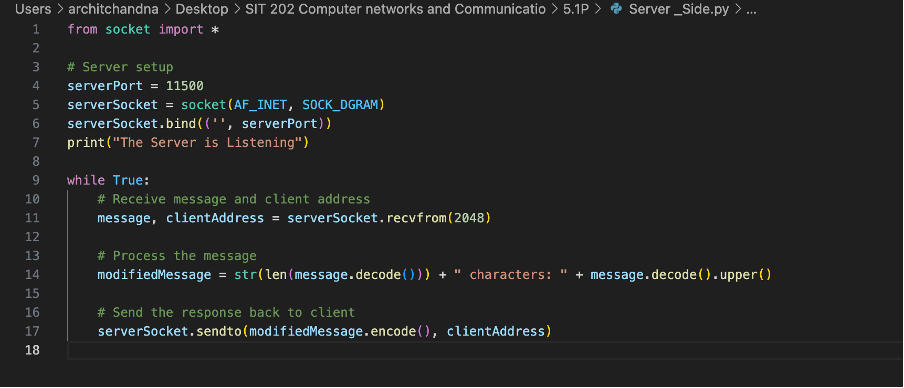 Users > architchandna > Desktop > SIT 202 Computer networks and Communicatio > 5.1P > Server _Side.py > ...
1 from socket import *
2
3 # Server setup
4 serverPort = 11500
5 serverSocket = socket(AF_INET, SOCK_DGRAM)
6 serverSocket.bind(('', serverPort))
7 print("The Server is Listening")
8
9 while True:
10     # Receive message and client address
11     message, clientAddress = serverSocket.recvfrom(2048)
12
13     # Process the message
14     modifiedMessage = str(len(message.decode())) + " characters: " + message.decode().upper()
15
16     # Send the response back to client
17     serverSocket.sendto(modifiedMessage.encode(), clientAddress)
18